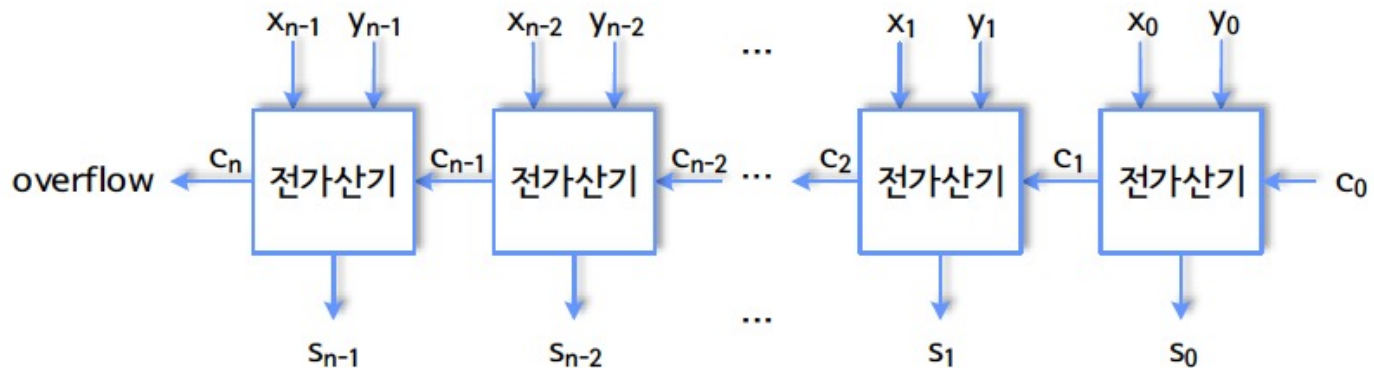 xn-1 yn-1 xn-2 yn-2 ... x1 y1 x0 y0
overflow cn 전가산기 cn-1 전가산기 cn-2 ... c2 전가산기 c1 전가산기 c0
...
sn-1 sn-2 s1 s0